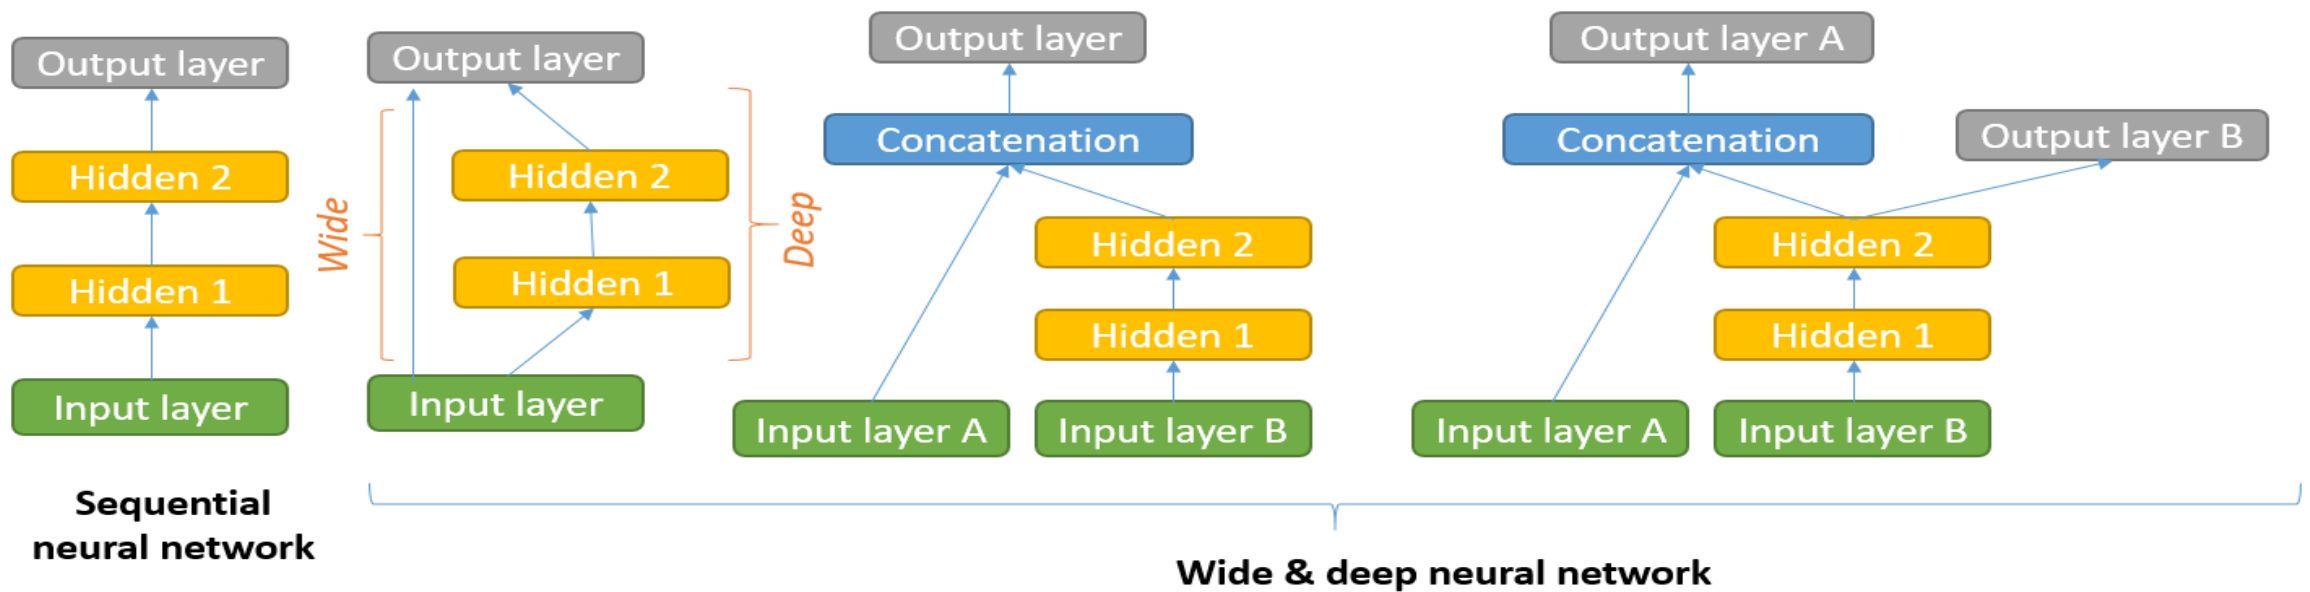 Output layer
Hidden 2
Hidden 1
Input layer
Sequential
neural network
Output layer
Wide
Hidden 2
Hidden 1
Deep
Input layer
Output layer
Concatenation
Hidden 2
Hidden 1
Input layer A
Input layer B
Output layer A
Concatenation
Output layer B
Hidden 2
Hidden 1
Input layer A
Input layer B
Wide & deep neural network